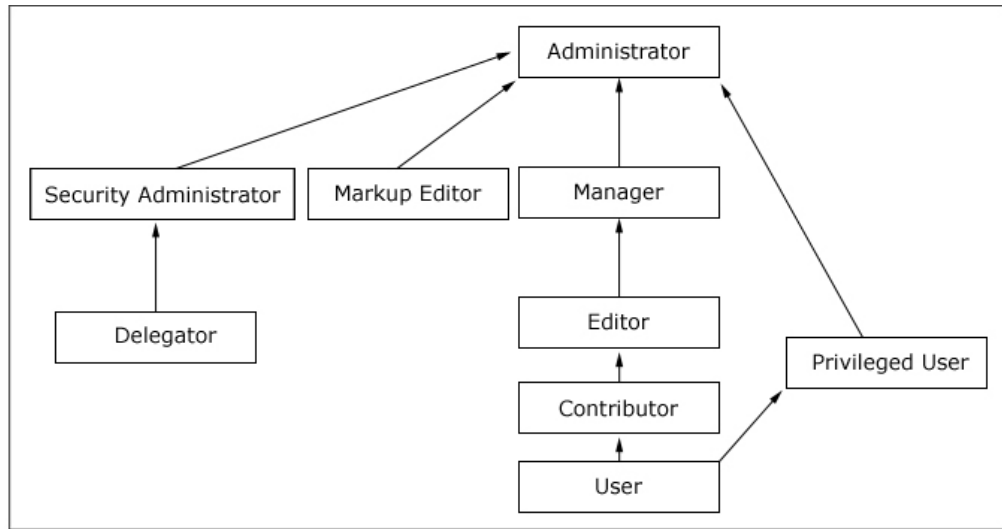 Administrator
Security Administrator
Markup Editor
Manager
Delegator
Editor
Privileged User
Contributor
User